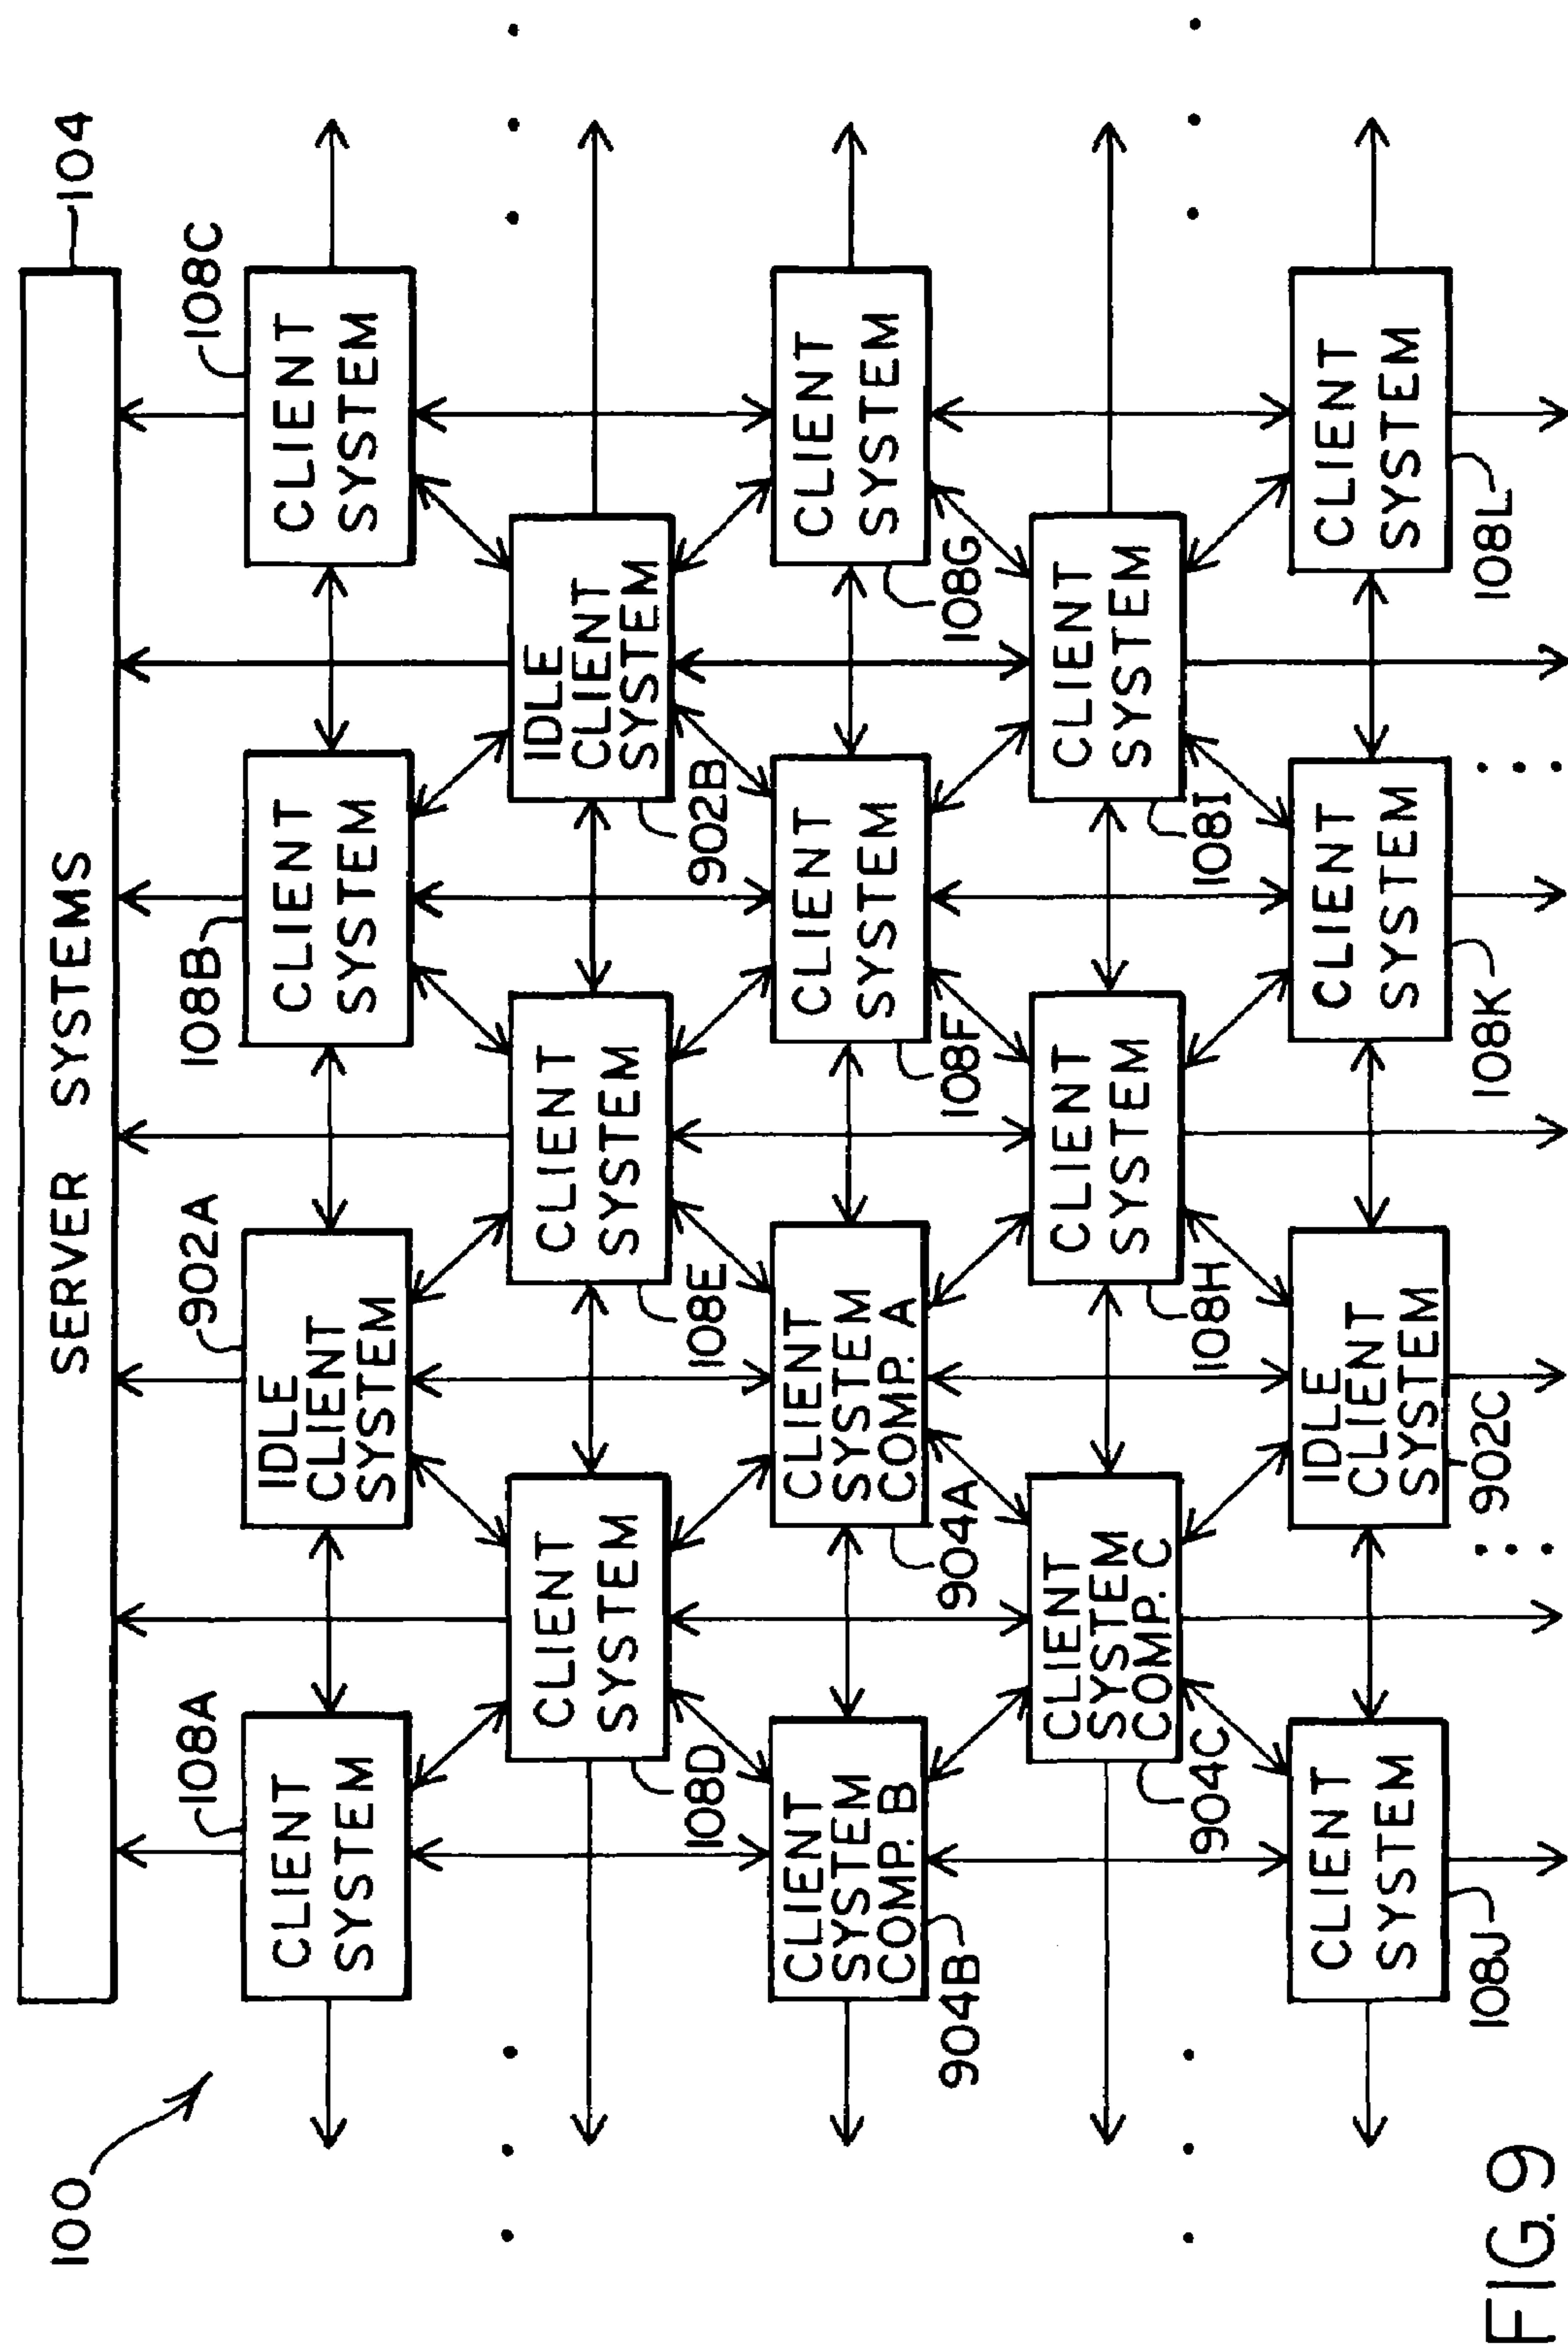 100
SERVER SYSTEMS
104
108A
902A
108B
108C
CLIENT
SYSTEM
IDLE
CLIENT
SYSTEM
CLIENT
SYSTEM
CLIENT
SYSTEM
CLIENT
SYSTEM
CLIENT
SYSTEM
IDLE
CLIENT
SYSTEM
108D
108E
902B
CLIENT
SYSTEM
COMP. B
CLIENT
SYSTEM
COMP. A
CLIENT
SYSTEM
CLIENT
SYSTEM
904B
904A
108F
108G
CLIENT
SYSTEM
COMP. C
CLIENT
SYSTEM
CLIENT
SYSTEM
904C
108H
108I
CLIENT
SYSTEM
IDLE
CLIENT
SYSTEM
CLIENT
SYSTEM
CLIENT
SYSTEM
108J
902C
108K
108L
FIG. 9